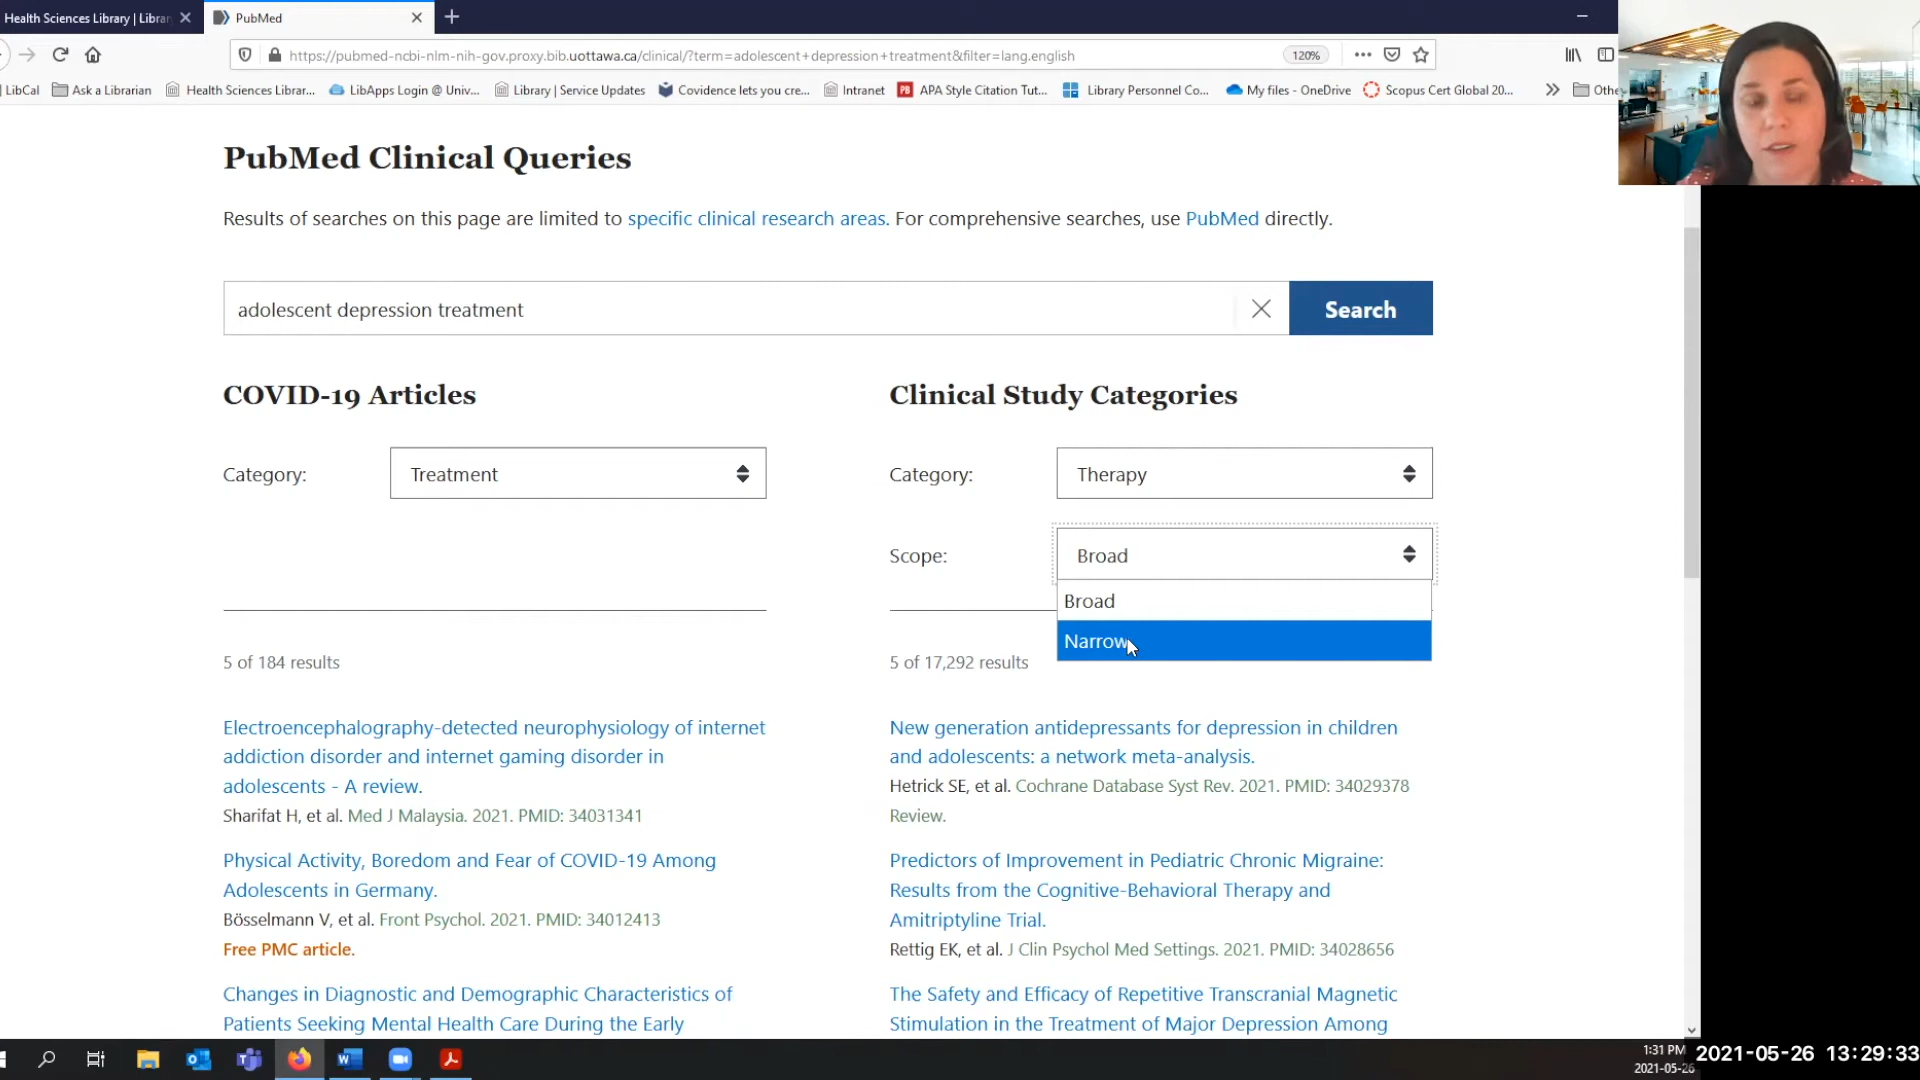 Health Sciences Library | Librar
PubMed
https://pubmed-ncbi-nlm-nih-gov.proxy.bib.uottawa.ca/clinical/?term=adolescent+depression+treatment&filter=lang.english
120%
LibCal
Ask a Librarian
Health Sciences Librar...
LibApps Login @ Univ...
Library | Service Updates
Covidence lets you cre...
Intranet
PB
APA Style Citation Tut...
Library Personnel Co...
My files - OneDrive
Scopus Cert Global 20...
Othe
PubMed Clinical Queries
Results of searches on this page are limited to specific clinical research areas. For comprehensive searches, use PubMed directly.
adolescent depression treatment
Search
COVID-19 Articles
Category:
Treatment
5 of 184 results
Electroencephalography-detected neurophysiology of internet
addiction disorder and internet gaming disorder in
adolescents - A review.
Sharifat H, et al. Med J Malaysia. 2021. PMID: 34031341
Physical Activity, Boredom and Fear of COVID-19 Among
Adolescents in Germany.
Bösselmann V, et al. Front Psychol. 2021. PMID: 34012413
Free PMC article.
Changes in Diagnostic and Demographic Characteristics of
Patients Seeking Mental Health Care During the Early
Clinical Study Categories
Category:
Therapy
Scope:
Broad
Broad
Narrow
5 of 17,292 results
New generation antidepressants for depression in children
and adolescents: a network meta-analysis.
Hetrick SE, et al. Cochrane Database Syst Rev. 2021. PMID: 34029378
Review.
Predictors of Improvement in Pediatric Chronic Migraine:
Results from the Cognitive-Behavioral Therapy and
Amitriptyline Trial.
Rettig EK, et al. J Clin Psychol Med Settings. 2021. PMID: 34028656
The Safety and Efficacy of Repetitive Transcranial Magnetic
Stimulation in the Treatment of Major Depression Among
1:31 PM
2021-05-26
2021-05-26 13:29:33